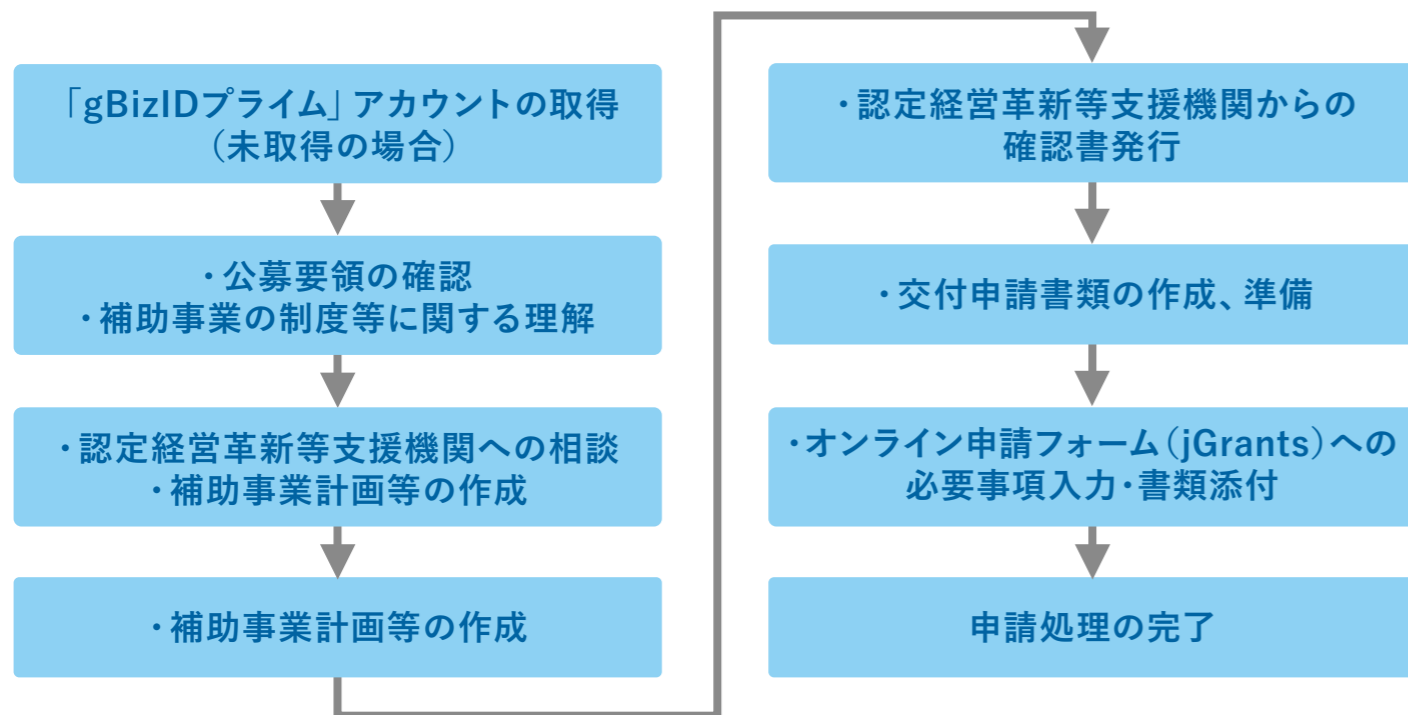 「gBizIDプライム」アカウントの取得
(未取得の場合)
・公募要領の確認
・補助事業の制度等に関する理解
・認定経営革新等支援機関への相談
・補助事業計画等の作成
・補助事業計画等の作成
・認定経営革新等支援機関からの
確認書発行
・交付申請書類の作成、準備
・オンライン申請フォーム(jGrants)への
必要事項入力・書類添付
申請処理の完了